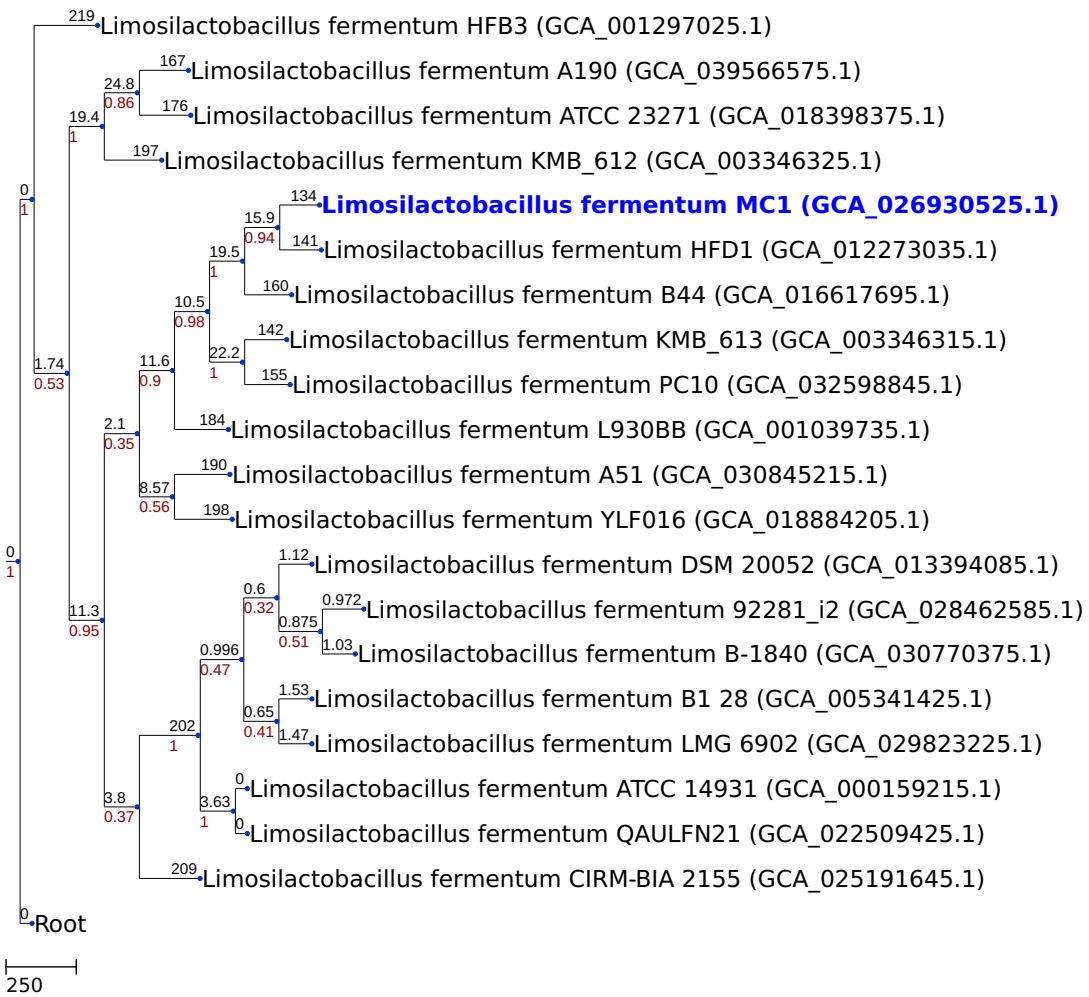 219
Limosilactobacillus fermentum HFB3 (GCA_001297025.1)
167
Limosilactobacillus fermentum A190 (GCA_039566575.1)
24.8
0.86
176
Limosilactobacillus fermentum ATCC 23271 (GCA_018398375.1)
19.4
1
197
Limosilactobacillus fermentum KMB_612 (GCA_003346325.1)
0
1
134
Limosilactobacillus fermentum MC1 (GCA_026930525.1)
15.9
0.94
141
Limosilactobacillus fermentum HFD1 (GCA_012273035.1)
19.5
1
160
Limosilactobacillus fermentum B44 (GCA_016617695.1)
10.5
0.98
142
Limosilactobacillus fermentum KMB_613 (GCA_003346315.1)
22.2
1
155
Limosilactobacillus fermentum PC10 (GCA_032598845.1)
11.6
0.9
1.74
0.53
184
Limosilactobacillus fermentum L930BB (GCA_001039735.1)
2.1
0.35
190
Limosilactobacillus fermentum A51 (GCA_030845215.1)
8.57
0.56
198
Limosilactobacillus fermentum YLF016 (GCA_018884205.1)
0
1
1.12
Limosilactobacillus fermentum DSM 20052 (GCA_013394085.1)
0.6
0.32
0.972
Limosilactobacillus fermentum 92281_i2 (GCA_028462585.1)
0.875
0.51
1.03
Limosilactobacillus fermentum B-1840 (GCA_030770375.1)
11.3
0.95
0.996
0.47
1.53
Limosilactobacillus fermentum B1 28 (GCA_005341425.1)
0.65
0.41
1.47
Limosilactobacillus fermentum LMG 6902 (GCA_029823225.1)
202
1
0
Limosilactobacillus fermentum ATCC 14931 (GCA_000159215.1)
3.63
1
0
Limosilactobacillus fermentum QAULFN21 (GCA_022509425.1)
3.8
0.37
209
Limosilactobacillus fermentum CIRM-BIA 2155 (GCA_025191645.1)
0
Root
250